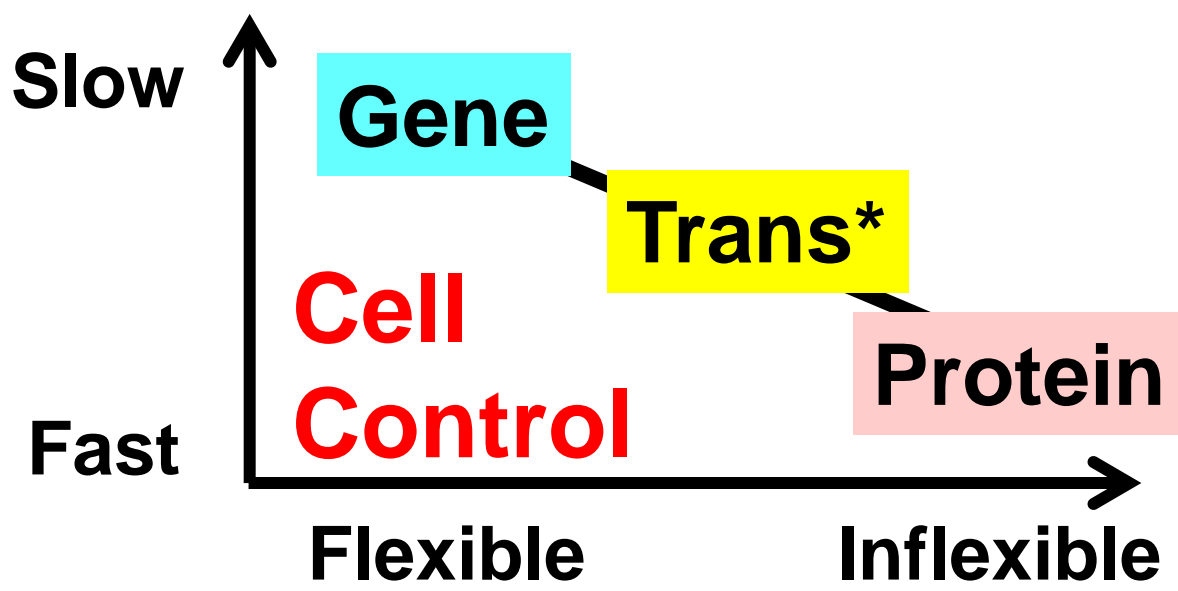 Slow
Gene
Trans*
Cell
Control
Protein
Fast
Flexible
Inflexible